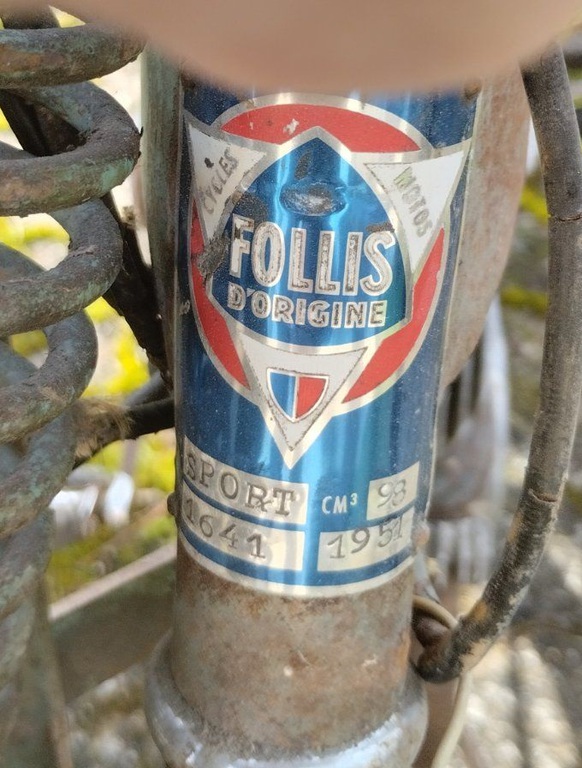 CYCLES
MOTOS
FOLLIS
D'ORIGINE
SPORT CM³ 98
1641 1951